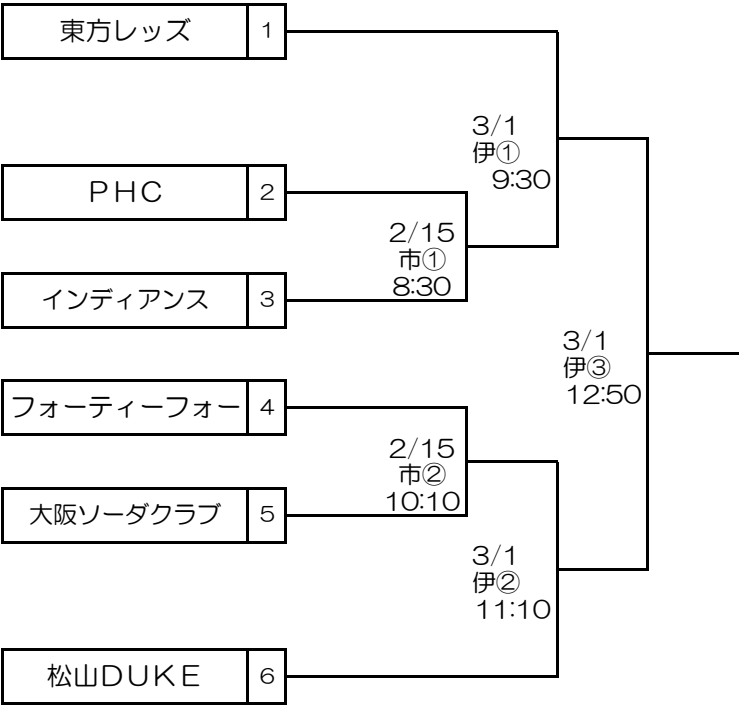 東方レッズ 1
3/1
伊①
9:30
PHC 2
2/15
市①
8:30
インディアンス 3
3/1
伊③
12:50
フォーティーフォー 4
2/15
市②
10:10
大阪ソーダクラブ 5
3/1
伊②
11:10
松山DUKE 6